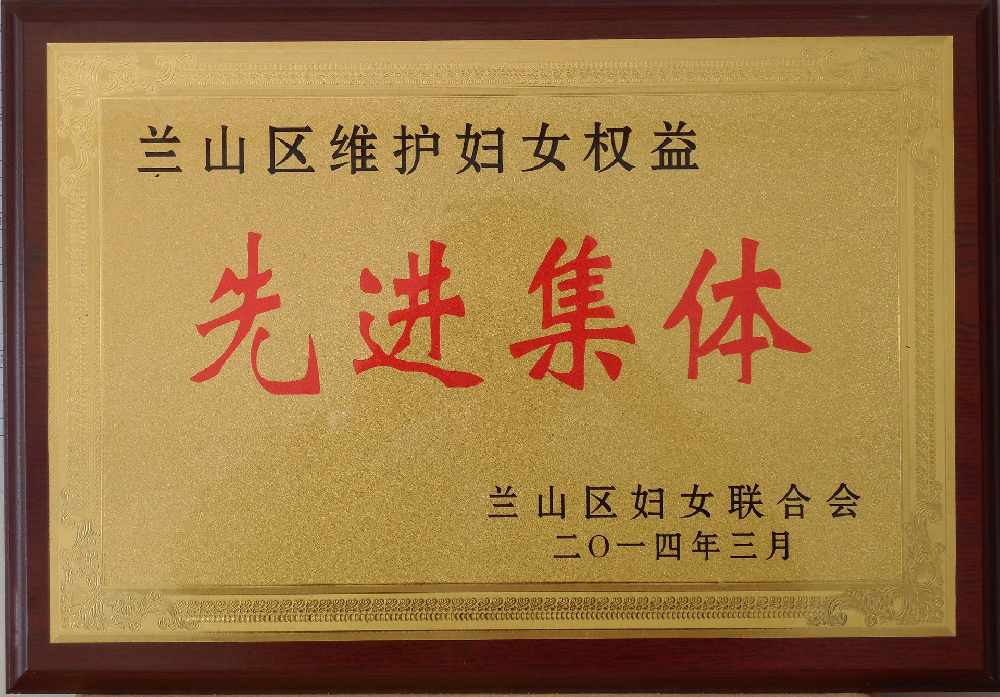 兰山区维护妇女权益
先进集体
兰山区妇女联合会
二〇一四年三月